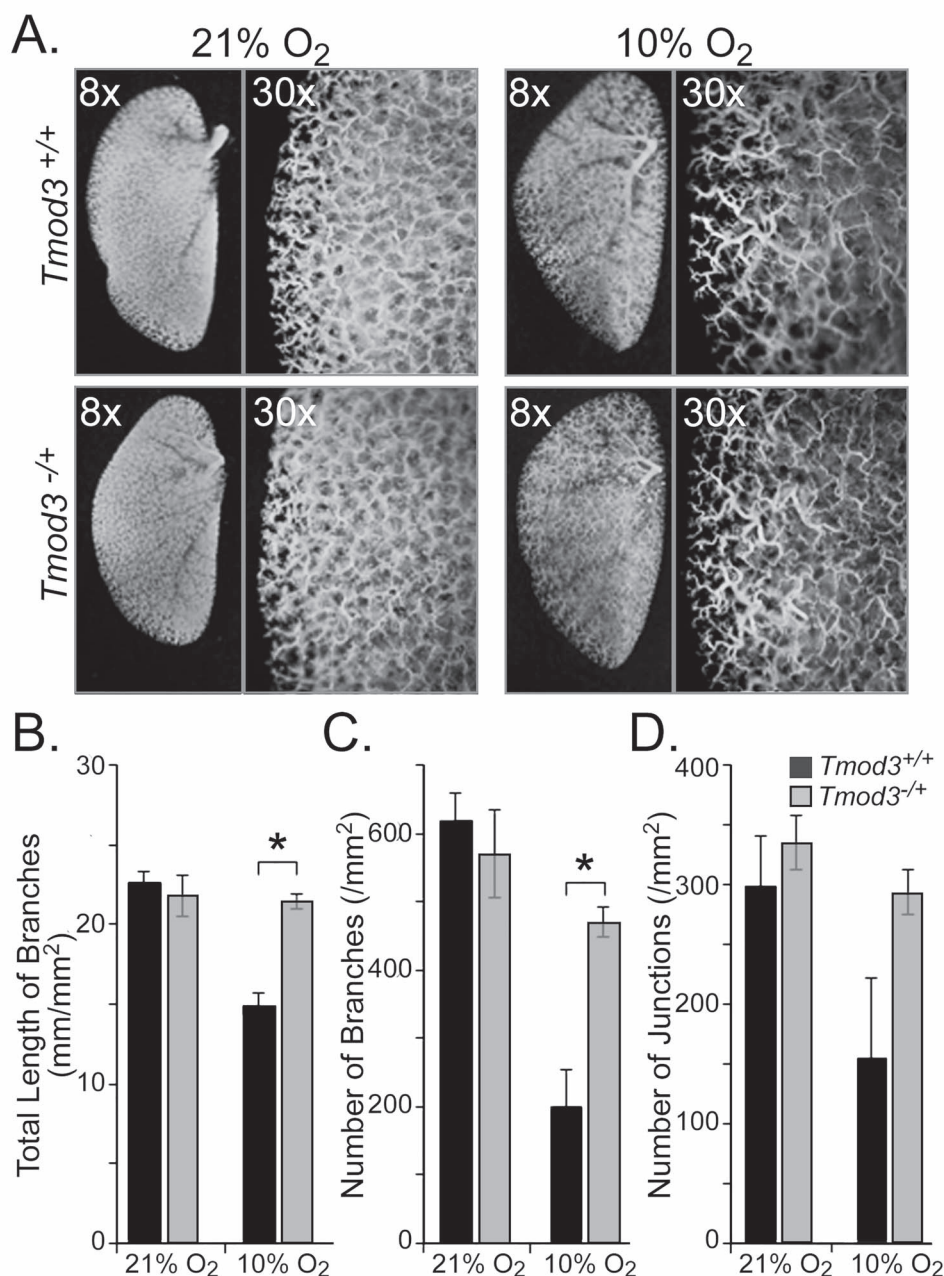 A.
21% O2
10% O2
Tmod3 +/+
8x
30x
8x
30x
Tmod3 -/+
8x
30x
8x
30x
B.
Total Length of Branches
(mm/mm²)
30
20
10
0
21% O2
10% O2
*
C.
Number of Branches (/mm²)
600
400
200
0
21% O2
10% O2
*
D.
Number of Junctions (/mm²)
400
300
200
100
0
21% O2
10% O2
Tmod3+/+
Tmod3-/+